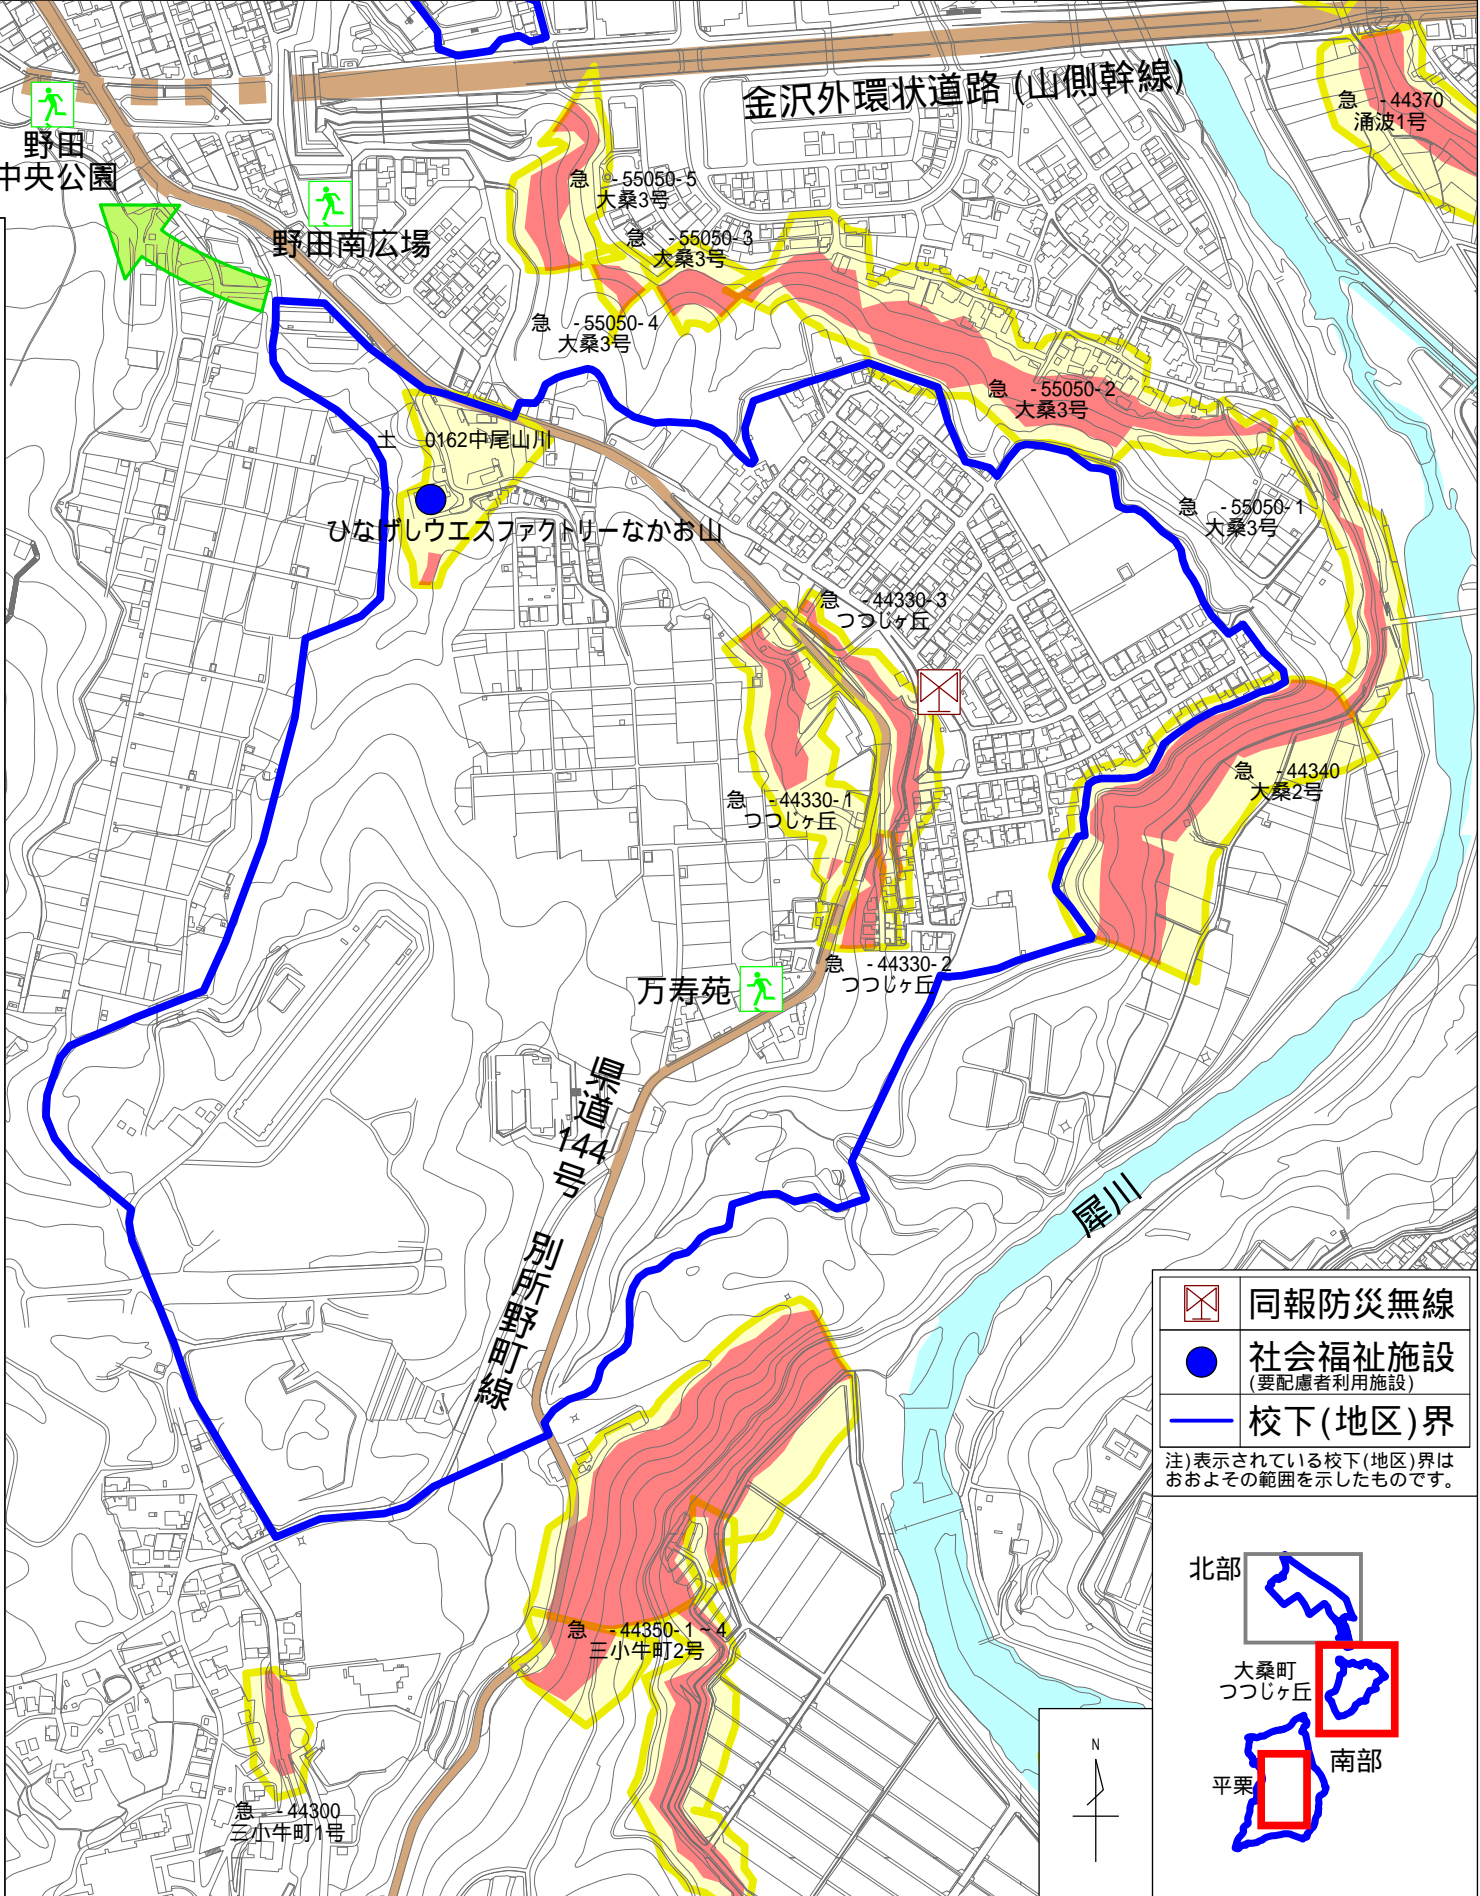 金沢外環状道路 (山側幹線)
急　-44370
涌波1号
野田
中央公園
急　-55050-5
大桑3号
野田南広場
急　-55050-3
大桑3号
急　-55050-4
大桑3号
急　-55050-2
大桑3号
土　0162中尾山川
急　-55050-1
大桑3号
ひなげしウエスファクトリーなかお山
急　-44330-3
つつじヶ丘
急　-44340
大桑2号
急　-44330-1
つつじヶ丘
急　-44330-2
つつじヶ丘
万寿苑
県道144号　別所野町線
犀川
同報防災無線
社会福祉施設
(要配慮者利用施設)
校下(地区)界
注)表示されている校下(地区)界は
おおよその範囲を示したものです。
北部
大桑町
つつじヶ丘
南部
平栗
N
急　-44350-1~4
三小牛町2号
急　-44300
三小牛町1号